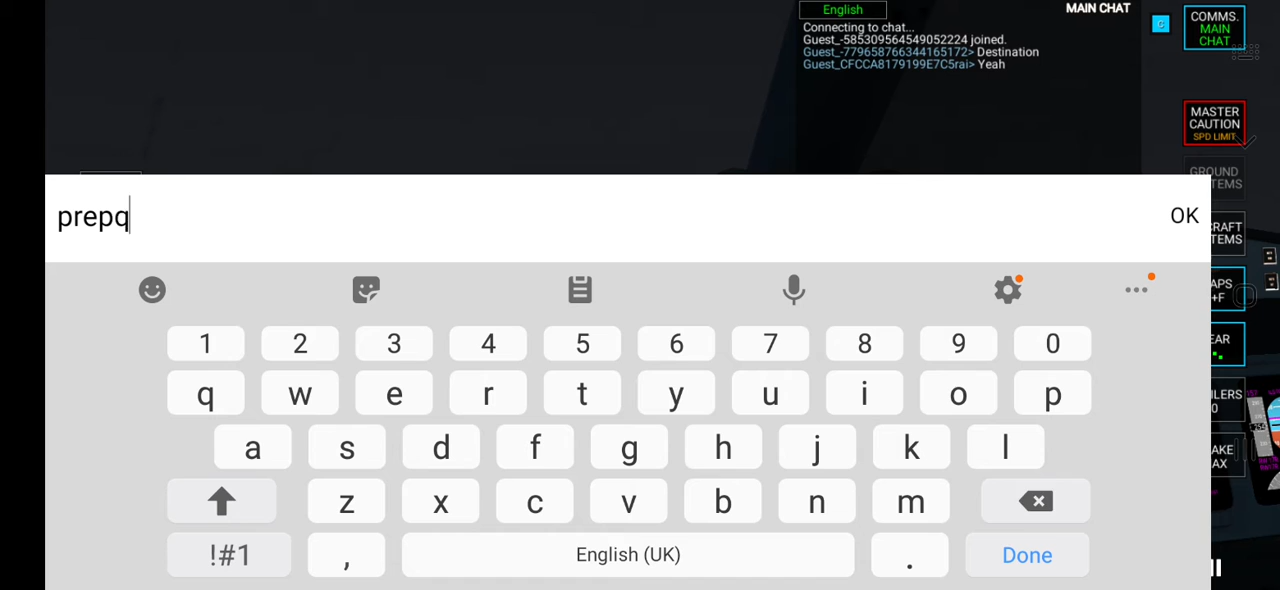 English
MAIN CHAT
Connecting to chat...
Guest_-585309564549052224 joined.
Guest_-779658766344165172> Destination
Guest_CFCCA8179199E7C5rai> Yeah
C
COMMS.
MAIN
CHAT
MASTER
CAUTION
SPD LIMIT
GROUND
prepq
OK
1 2 3 4 5 6 7 8 9 0
q w e r t y u i o p
a s d f g h j k l
z x c v b n m
!#1 , English (UK) . Done